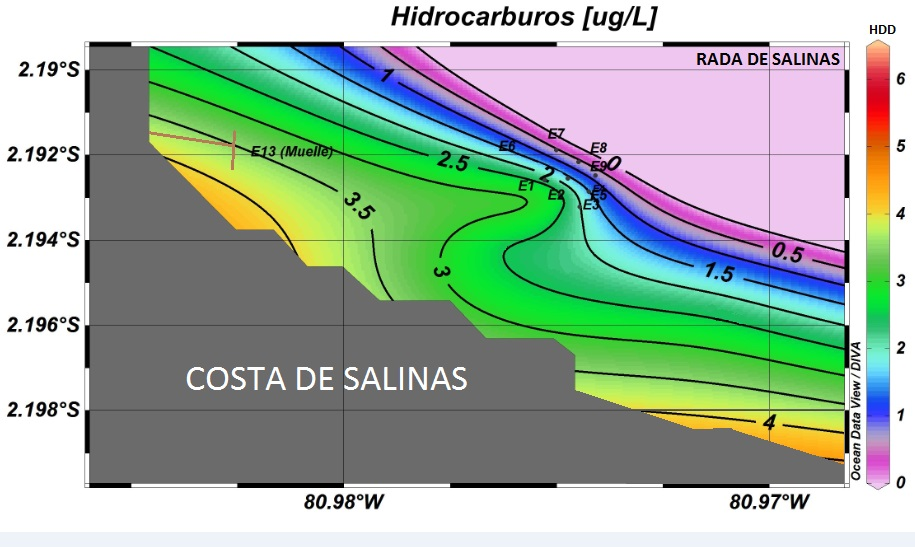 Hidrocarburos [ug/L]
HDD
RADA DE SALINAS
2.19°S
2.192°S
2.194°S
2.196°S
2.198°S
1
E7
E6
E8
0
E9
E13 (Muelle)
2.5
2
E1
E2
E5
E3
3.5
0.5
1.5
3
4
COSTA DE SALINAS
80.98°W
80.97°W
Ocean Data View / DIVA
6
5
4
3
2
1
0